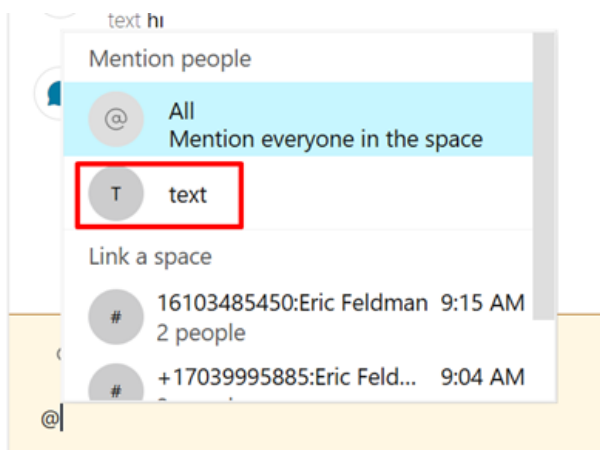 text hi
Mention people
@ All
Mention everyone in the space
T text
Link a space
# 16103485450:Eric Feldman 9:15 AM
2 people
# +17039995885:Eric Feld... 9:04 AM
@